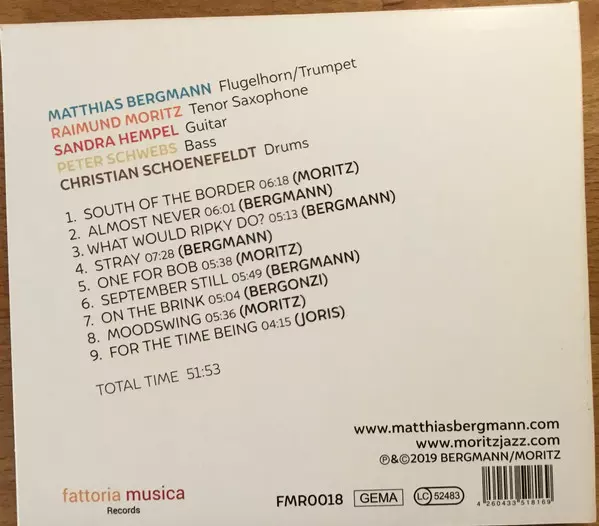 MATTHIAS BERGMANN Flugelhorn/Trumpet
RAIMUND MORITZ Tenor Saxophone
SANDRA HEMPEL Guitar
PETER SCHWEBS Bass
CHRISTIAN SCHOENEFELDT Drums
1. SOUTH OF THE BORDER 06:18 (MORITZ)
2. ALMOST NEVER 06:01 (BERGMANN)
3. WHAT WOULD RIPKY DO? 05:13 (BERGMANN)
4. STRAY 07:28 (BERGMANN)
5. ONE FOR BOB 05:38 (MORITZ)
6. SEPTEMBER STILL 05:49 (BERGMANN)
7. ON THE BRINK 05:04 (BERGONZI)
8. MOODSWING 05:36 (MORITZ)
9. FOR THE TIME BEING 04:15 (JORIS)
TOTAL TIME 51:53
www.matthiasbergmann.com
www.moritzjazz.com
℗&©2019 BERGMANN/MORITZ
fattoria musica
Records
FMR0018 GEMA LC 52483
4 260433 518169